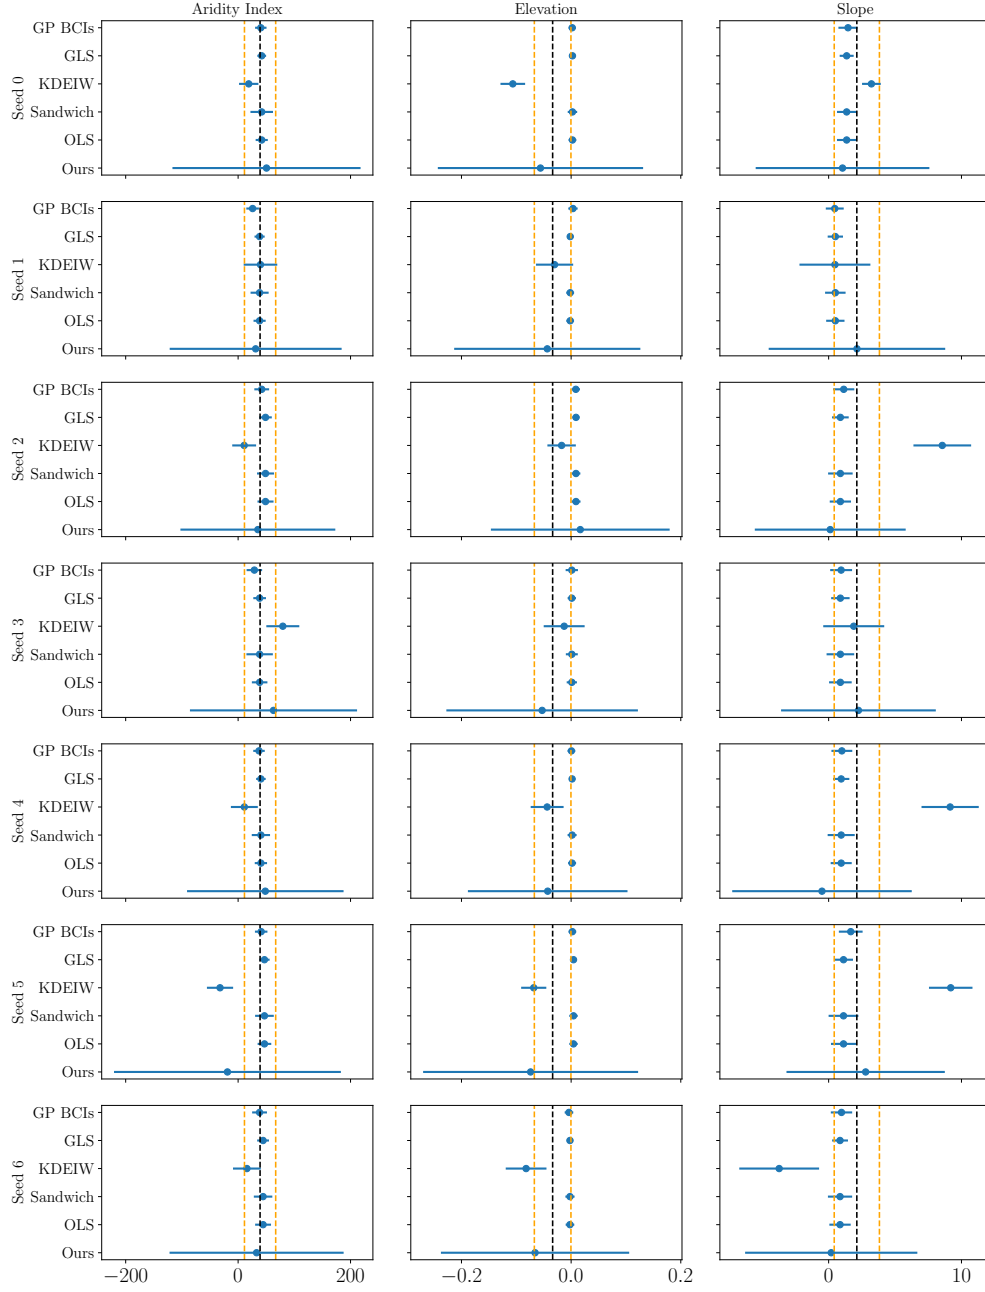 Aridity Index Elevation Slope
Seed 0
GP BCIs
GLS
KDEIW
Sandwich
OLS
Ours
Seed 1
GP BCIs
GLS
KDEIW
Sandwich
OLS
Ours
Seed 2
GP BCIs
GLS
KDEIW
Sandwich
OLS
Ours
Seed 3
GP BCIs
GLS
KDEIW
Sandwich
OLS
Ours
Seed 4
GP BCIs
GLS
KDEIW
Sandwich
OLS
Ours
Seed 5
GP BCIs
GLS
KDEIW
Sandwich
OLS
Ours
Seed 6
GP BCIs
GLS
KDEIW
Sandwich
OLS
Ours
−200 0 200 −0.2 0.0 0.2 0 10